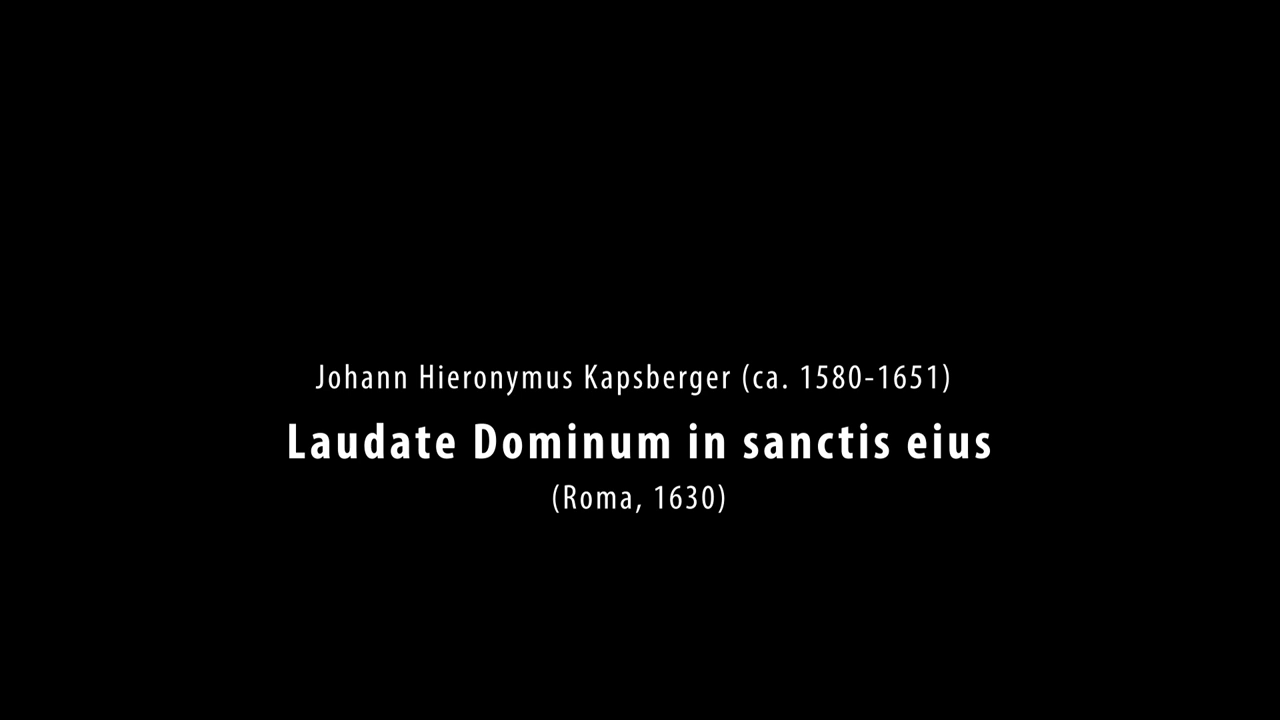 Johann Hieronymus Kapsberger (ca. 1580-1651)
Laudate Dominum in sanctis eius
(Roma, 1630)